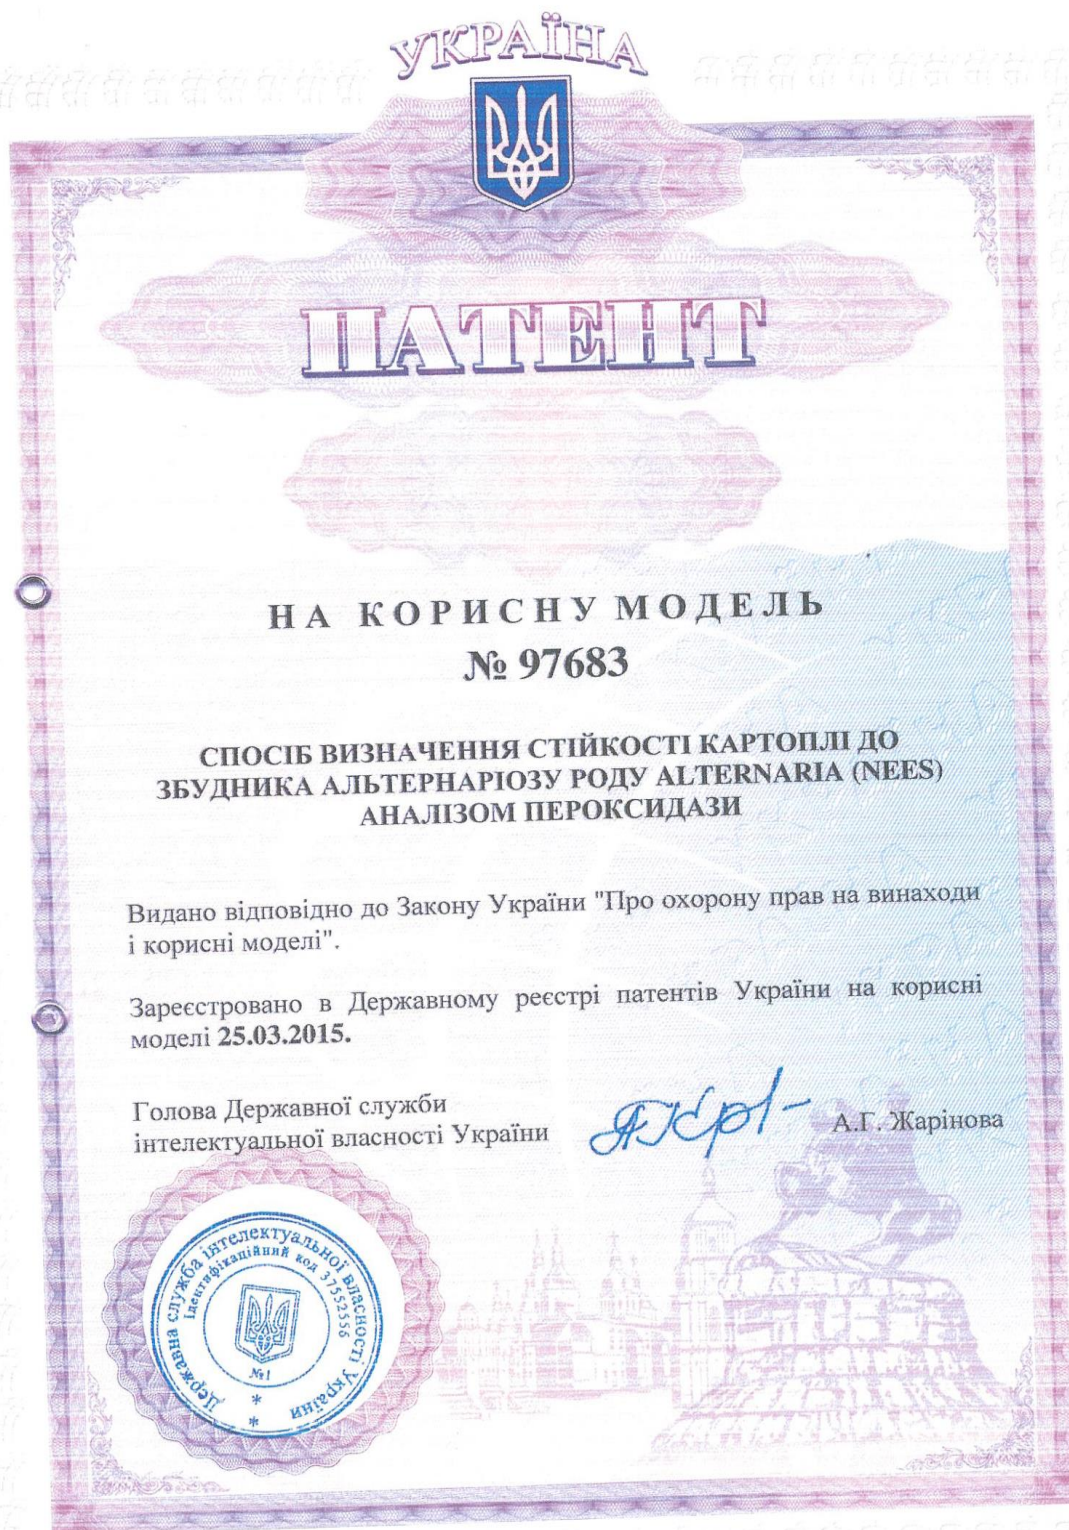 УКРАЇНА
ПАТЕНТ
НА КОРИСНУ МОДЕЛЬ
№ 97683
СПОСІБ ВИЗНАЧЕННЯ СТІЙКОСТІ КАРТОПЛІ ДО
ЗБУДНИКА АЛЬТЕРНАРІОЗУ РОДУ ALTERNARIA (NEES)
АНАЛІЗОМ ПЕРОКСИДАЗИ
Видано відповідно до Закону України "Про охорону прав на винаходи
і корисні моделі".
Зареєстровано в Державному реєстрі патентів України на корисні
моделі 25.03.2015.
Голова Державної служби
інтелектуальної власності України
А.Г. Жарінова
Державна служба інтелектуальної власності України
Ідентифікаційний код 37552556
№1